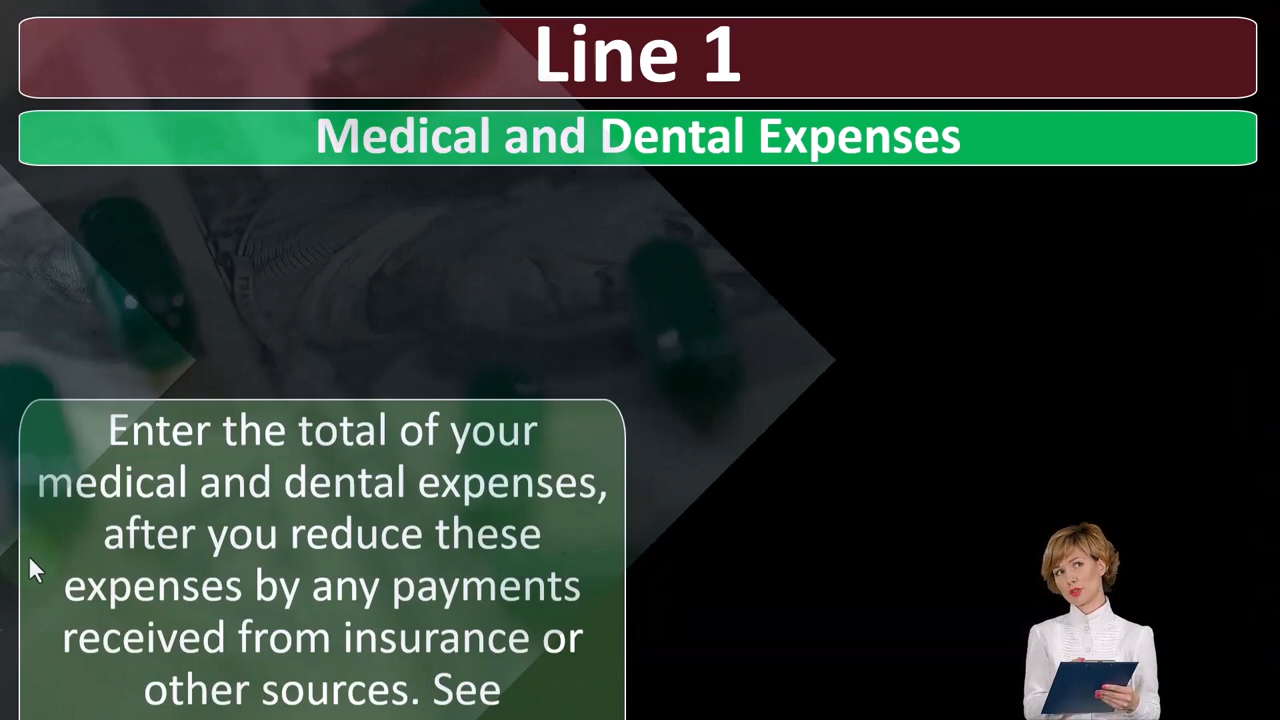 Line 1
Medical and Dental Expenses
Enter the total of your
medical and dental expenses,
after you reduce these
expenses by any payments
received from insurance or
other sources. See